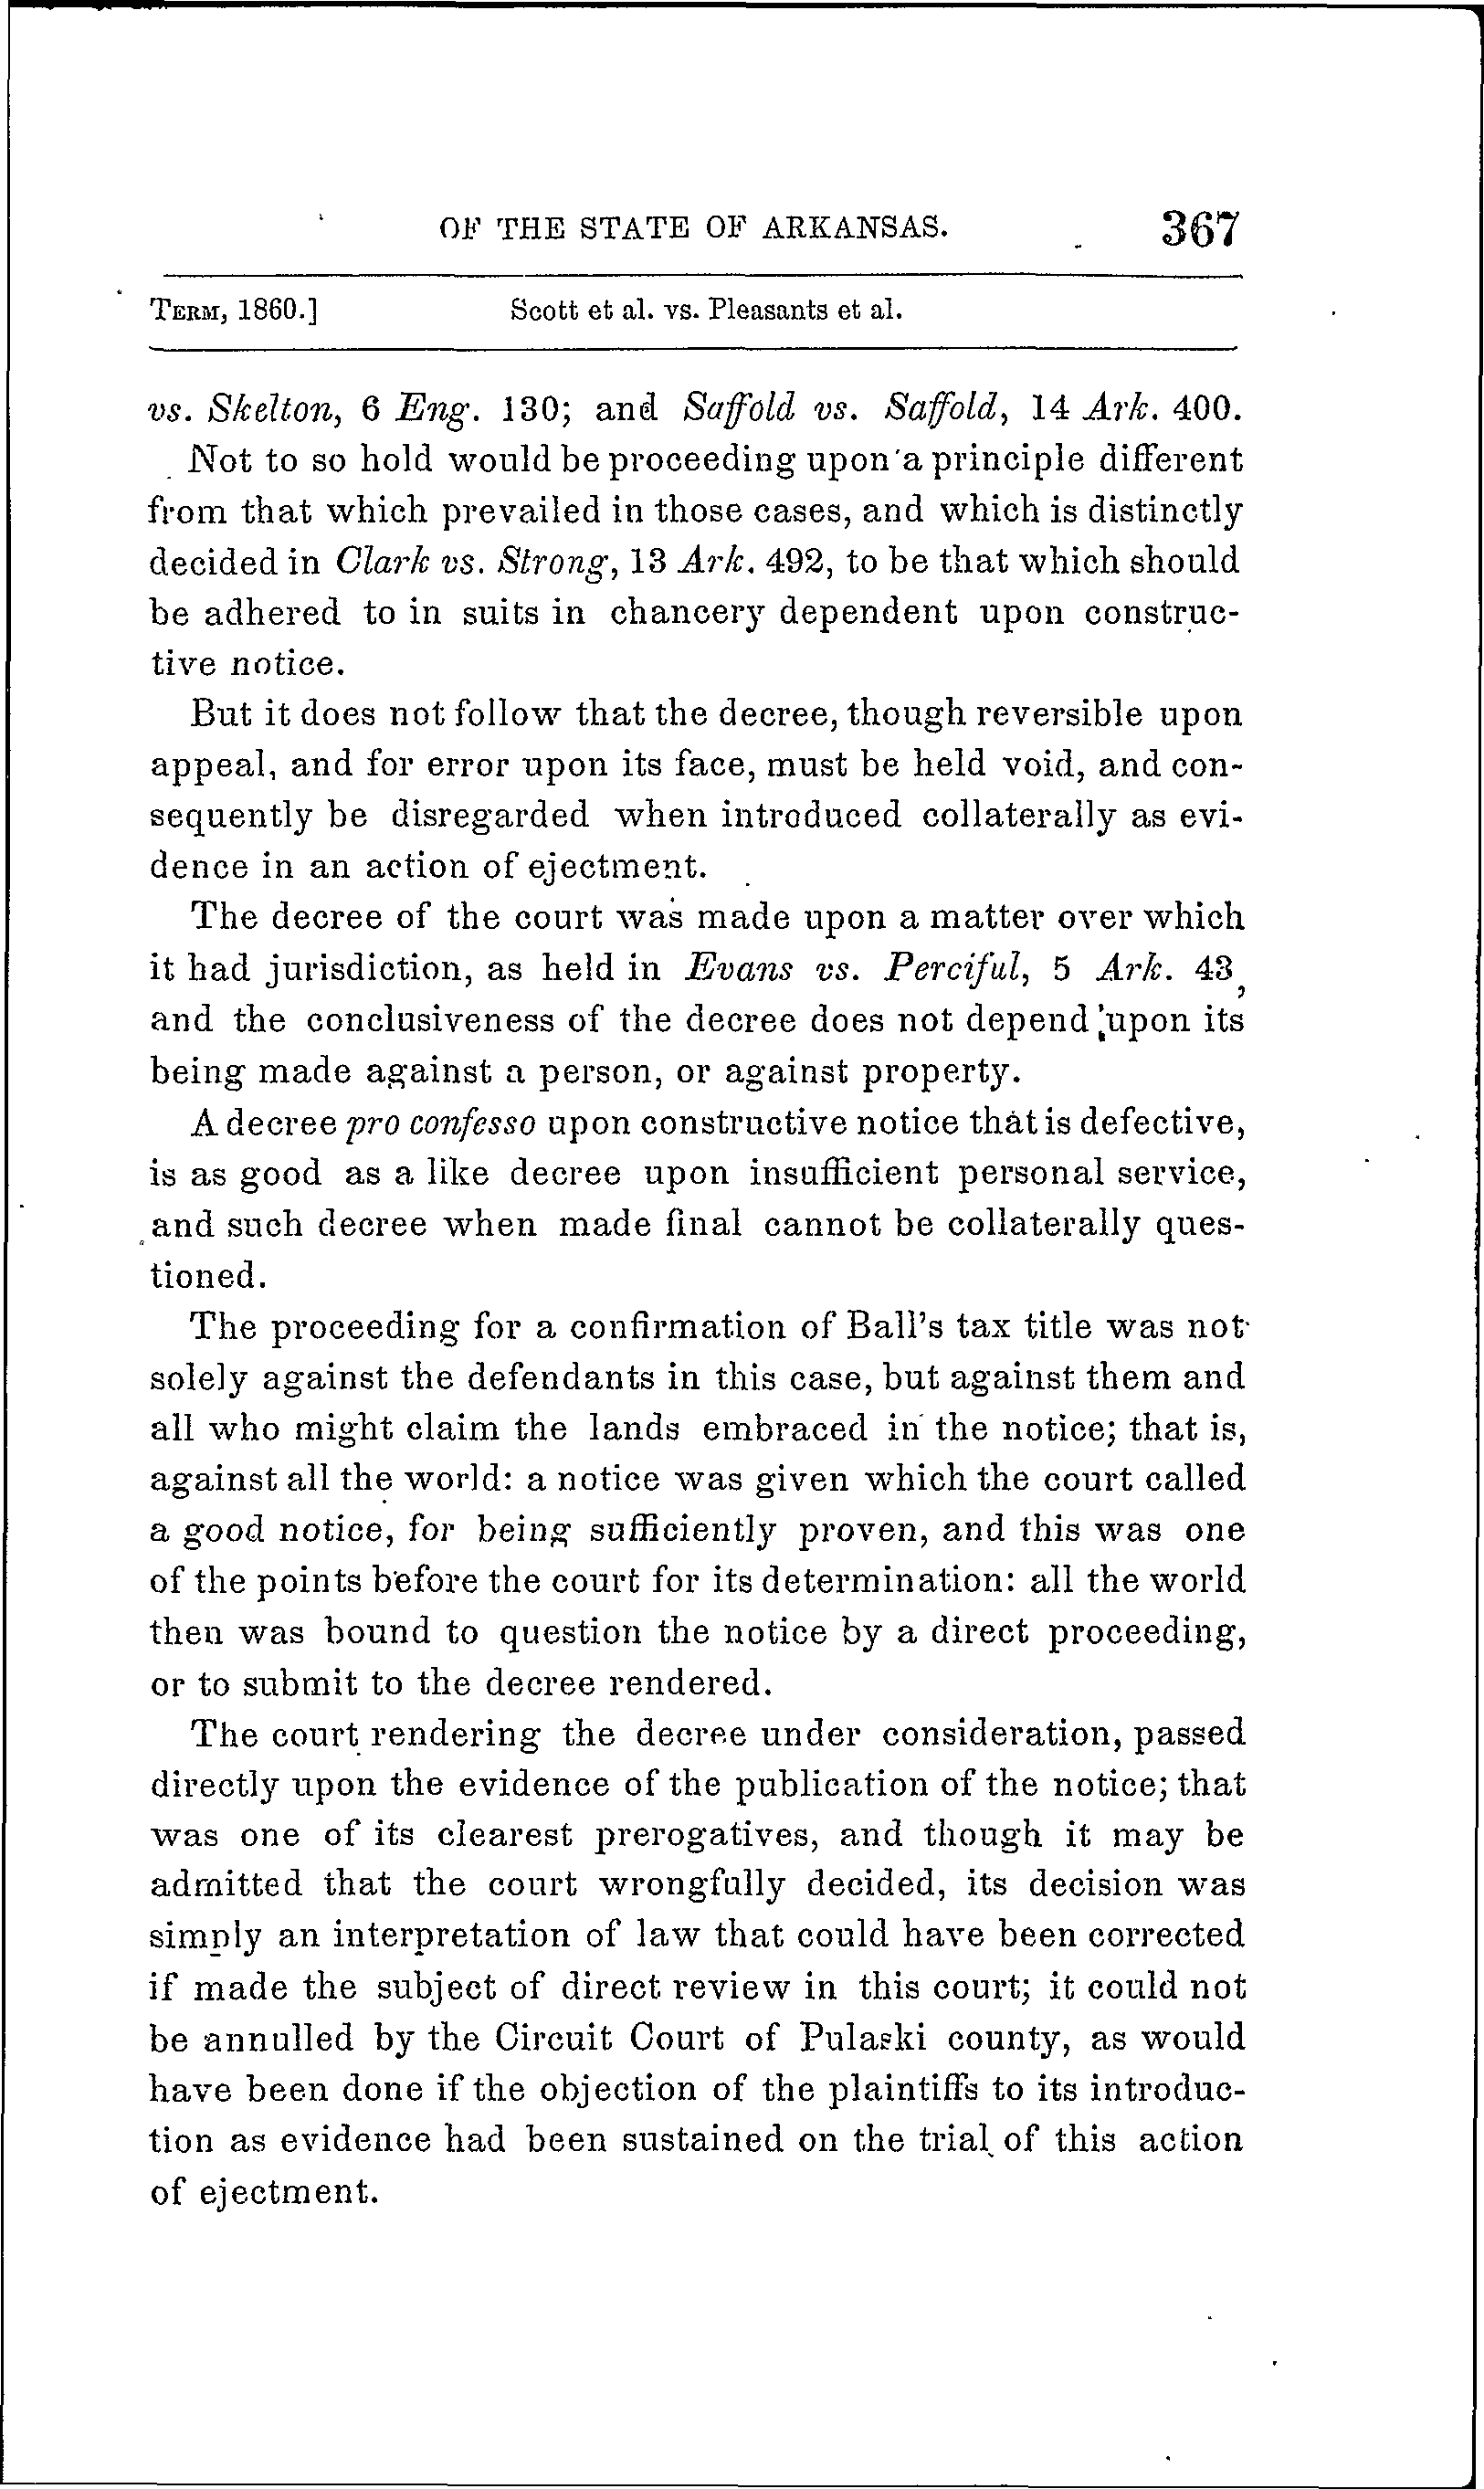 OF THE STATE OF ARKANSAS. 367
TERM, 1860.] Scott et al. vs. Pleasants et al.
vs. Skelton, 6 Eng. 130; and Saffold vs. Saffold, 14 Ark. 400.
Not to so hold would be proceeding upon a principle different
from that which prevailed in those cases, and which is distinctly
decided in Clark vs. Strong, 13 Ark. 492, to be that which should
be adhered to in suits in chancery dependent upon construc-
tive notice.
But it does not follow that the decree, though reversible upon
appeal, and for error upon its face, must be held void, and con-
sequently be disregarded when introduced collaterally as evi-
dence in an action of ejectment.
The decree of the court was made upon a matter over which
it had jurisdiction, as held in Evans vs. Perciful, 5 Ark. 43,
and the conclusiveness of the decree does not depend upon its
being made against a person, or against property.
A decree pro confesso upon constructive notice that is defective,
is as good as a like decree upon insufficient personal service,
and such decree when made final cannot be collaterally ques-
tioned.
The proceeding for a confirmation of Ball's tax title was not
solely against the defendants in this case, but against them and
all who might claim the lands embraced in the notice; that is,
against all the world: a notice was given which the court called
a good notice, for being sufficiently proven, and this was one
of the points before the court for its determination: all the world
then was bound to question the notice by a direct proceeding,
or to submit to the decree rendered.
The court rendering the decree under consideration, passed
directly upon the evidence of the publication of the notice; that
was one of its clearest prerogatives, and though it may be
admitted that the court wrongfully decided, its decision was
simply an interpretation of law that could have been corrected
if made the subject of direct review in this court; it could not
be annulled by the Circuit Court of Pulaski county, as would
have been done if the objection of the plaintiffs to its introduc-
tion as evidence had been sustained on the trial of this action
of ejectment.